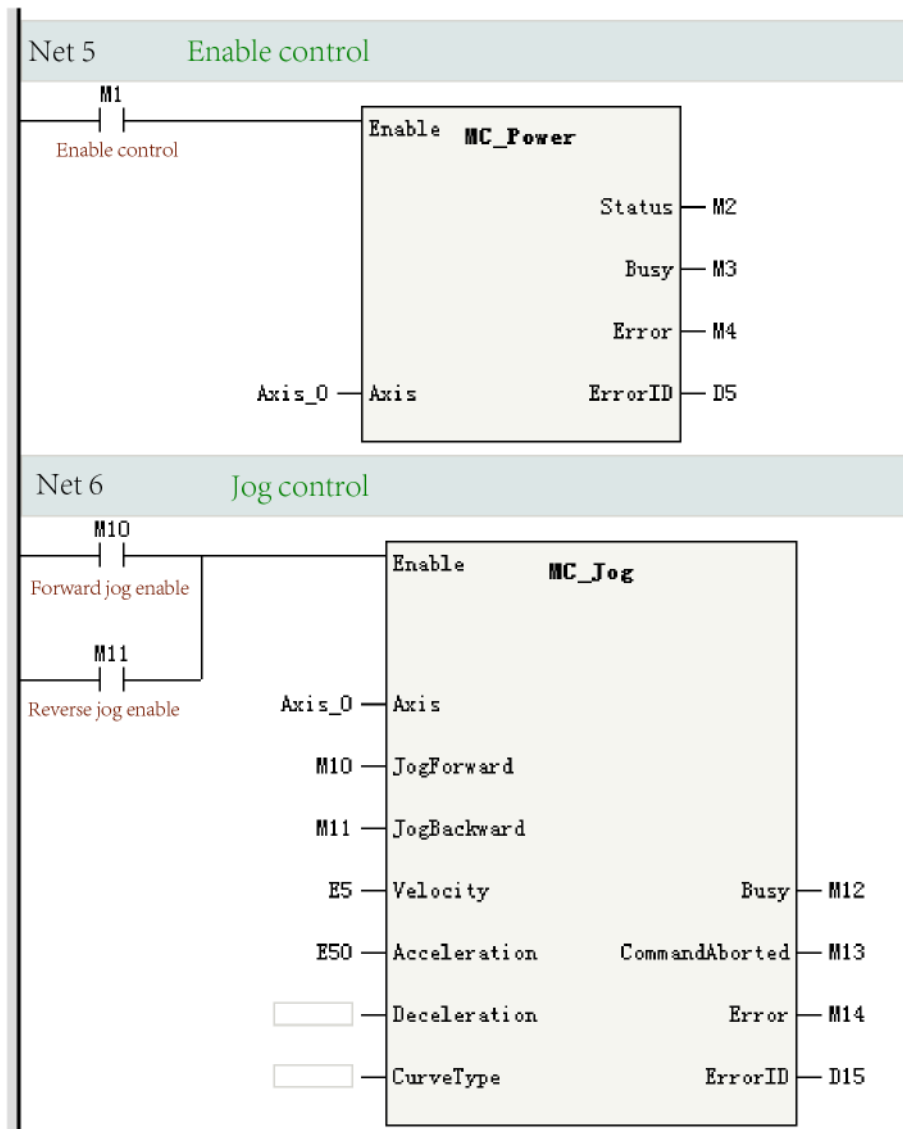 Net 5 Enable control
M1
Enable control
Enable MC_Power
Status M2
Busy M3
Error M4
Axis_0 Axis ErrorID D5
Net 6 Jog control
M10
Forward jog enable
Enable MC_Jog
M11
Reverse jog enable
Axis_0 Axis
M10 JogForward
M11 JogBackward
E5 Velocity Busy M12
E50 Acceleration CommandAborted M13
Deceleration Error M14
CurveType ErrorID D15